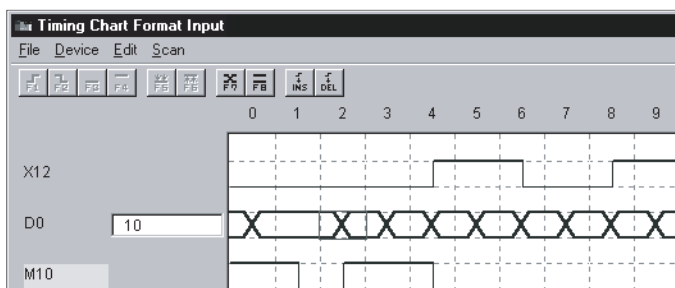 Timing Chart Format Input
File Device Edit Scan
F1 F2 F3 F4 F5 F6 F7 F8 INS DEL
0 1 2 3 4 5 6 7 8 9
X12
D0 10
M10